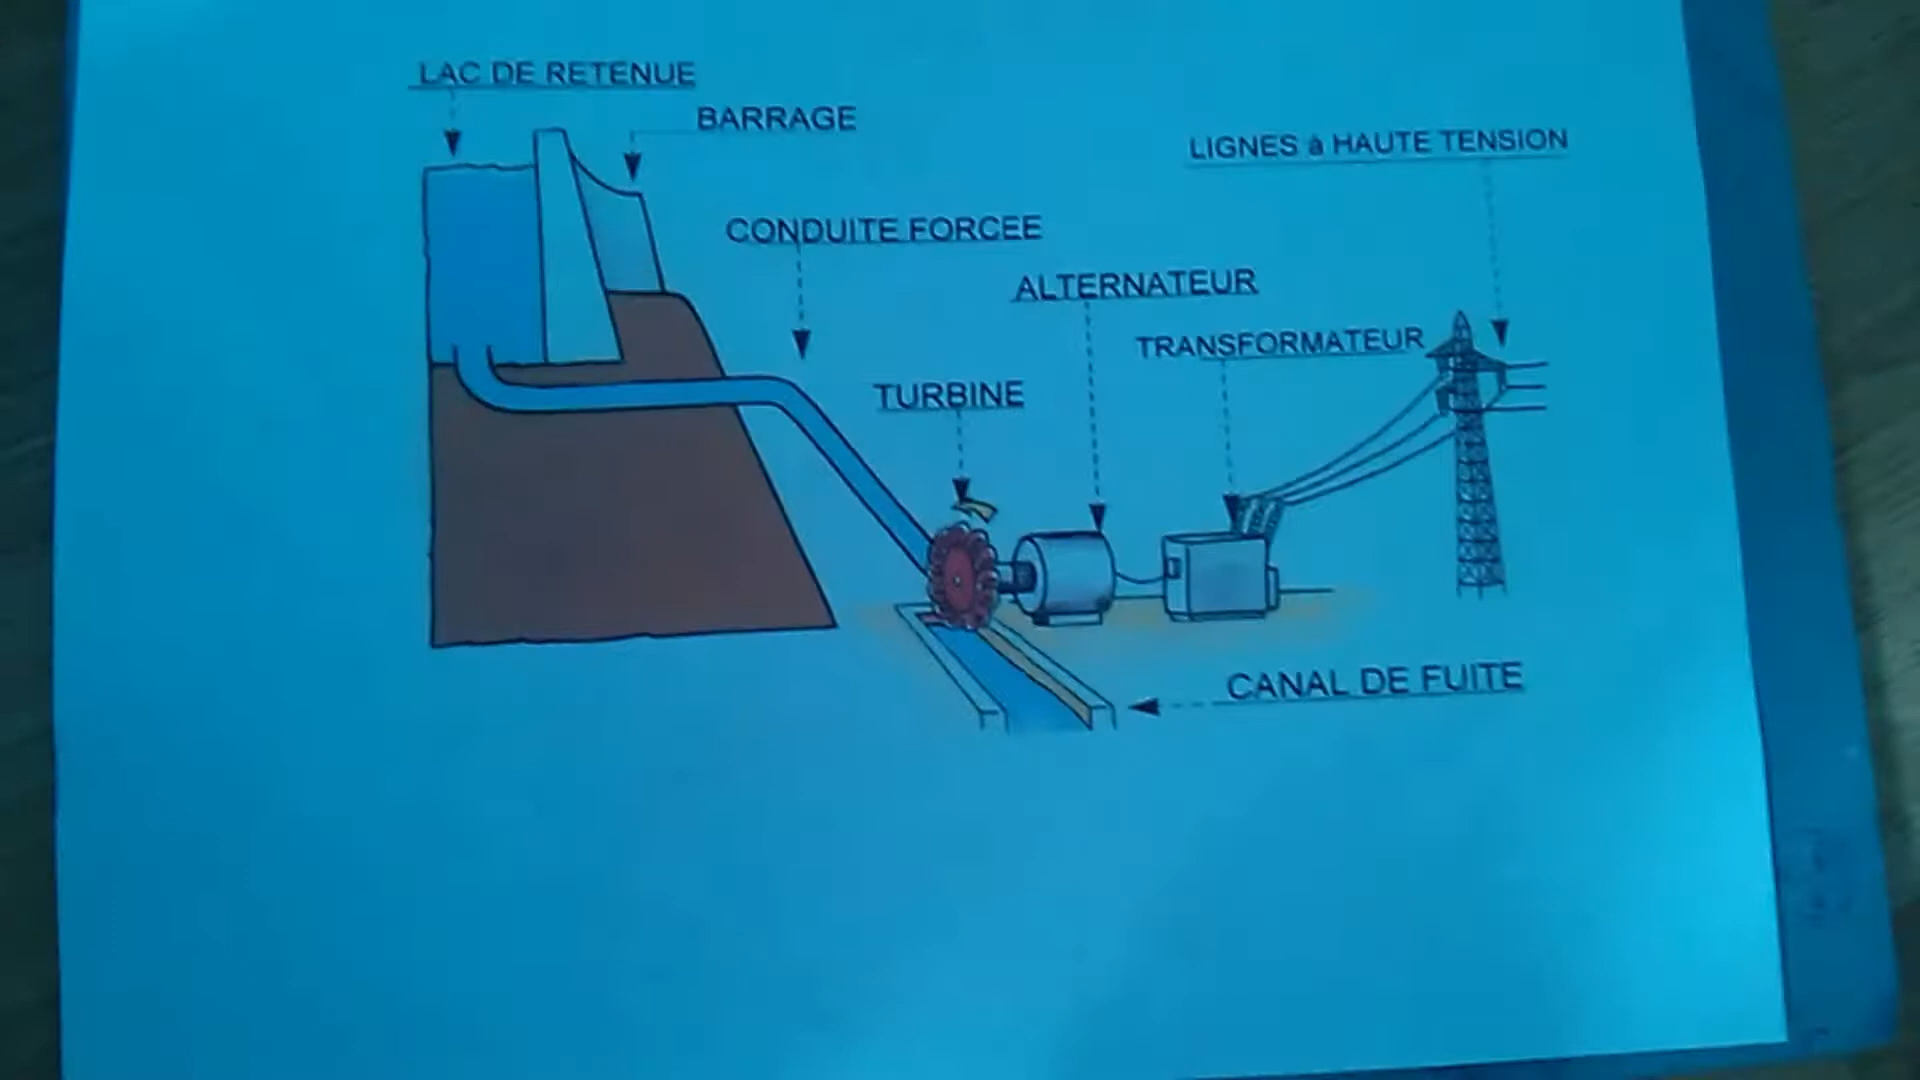 LAC DE RETENUE
BARRAGE
LIGNES à HAUTE TENSION
CONDUITE FORCEE
ALTERNATEUR
TRANSFORMATEUR
TURBINE
CANAL DE FUITE